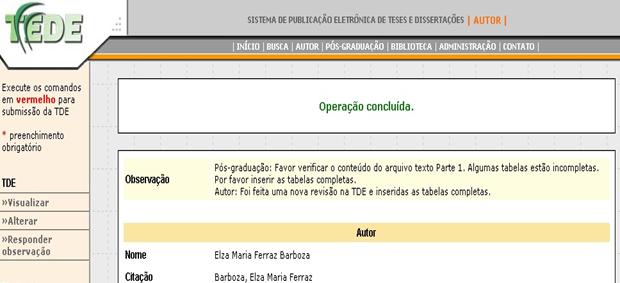 TEDE
SISTEMA DE PUBLICAÇÃO ELETRÔNICA DE TESES E DISSERTAÇÕES | AUTOR |
| INÍCIO | BUSCA | AUTOR | PÓS-GRADUAÇÃO | BIBLIOTECA | ADMINISTRAÇÃO | CONTATO |
Execute os comandos
em vermelho para
submissão da TDE
* preenchimento
obrigatório
TDE
»Visualizar
»Alterar
»Responder
observação
Operação concluída.
Observação
Pós-graduação: Favor verificar o conteúdo do arquivo texto Parte 1. Algumas tabelas estão incompletas.
Por favor inserir as tabelas completas.
Autor: Foi feita uma nova revisão na TDE e inseridas as tabelas completas.
Autor
Nome Elza Maria Ferraz Barboza
Citação Barboza, Elza Maria Ferraz